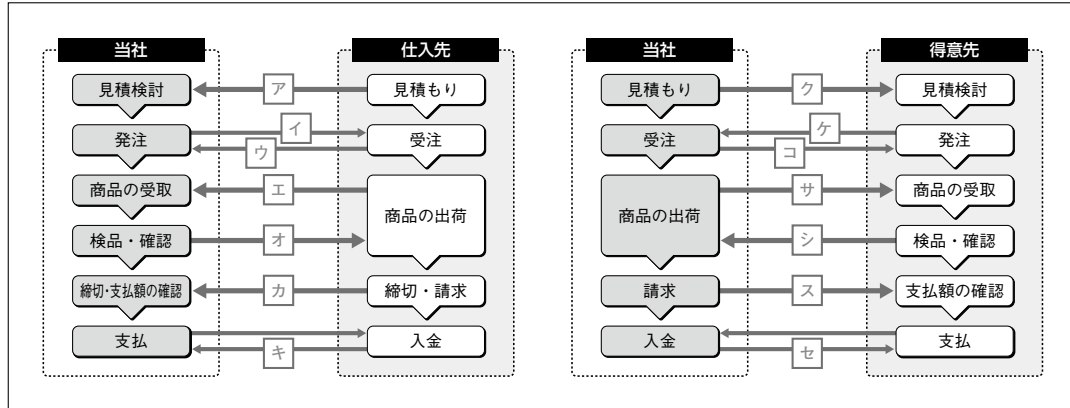 当社
仕入先
見積検討
ア
見積もり
発注
イ
ウ
受注
商品の受取
エ
商品の出荷
検品・確認
オ
締切・支払額の確認
カ
締切・請求
支払
キ
入金
当社
得意先
見積もり
ク
見積検討
受注
ケ
コ
発注
商品の出荷
サ
商品の受取
シ
検品・確認
請求
ス
支払額の確認
入金
セ
支払